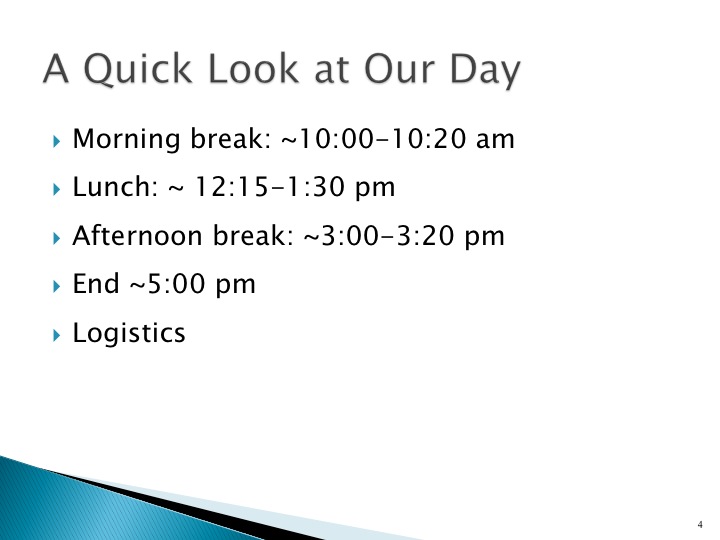 A Quick Look at Our Day
Morning break: ~10:00-10:20 am
Lunch: ~ 12:15-1:30 pm
Afternoon break: ~3:00-3:20 pm
End ~5:00 pm
Logistics
4